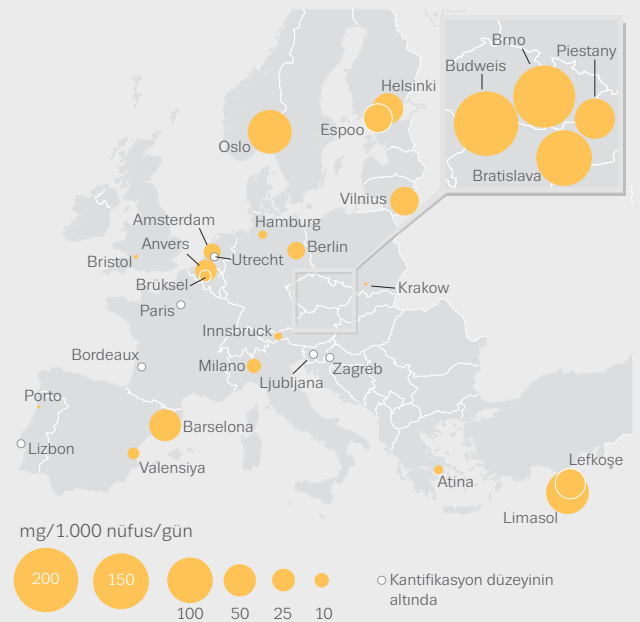 Brno
Piestany
Budweis
Bratislava
Helsinki
Espoo
Oslo
Vilnius
Amsterdam
Hamburg
Anvers
Berlin
Bristol
Utrecht
Brüksel
Krakow
Paris
Innsbruck
Bordeaux
Milano
Zagreb
Ljubljana
Porto
Barselona
Lizbon
Valensiya
Lefkoşe
Atina
Limasol
mg/1.000 nüfus/gün
200
150
100
50
25
10
Kantifikasyon düzeyinin
altında